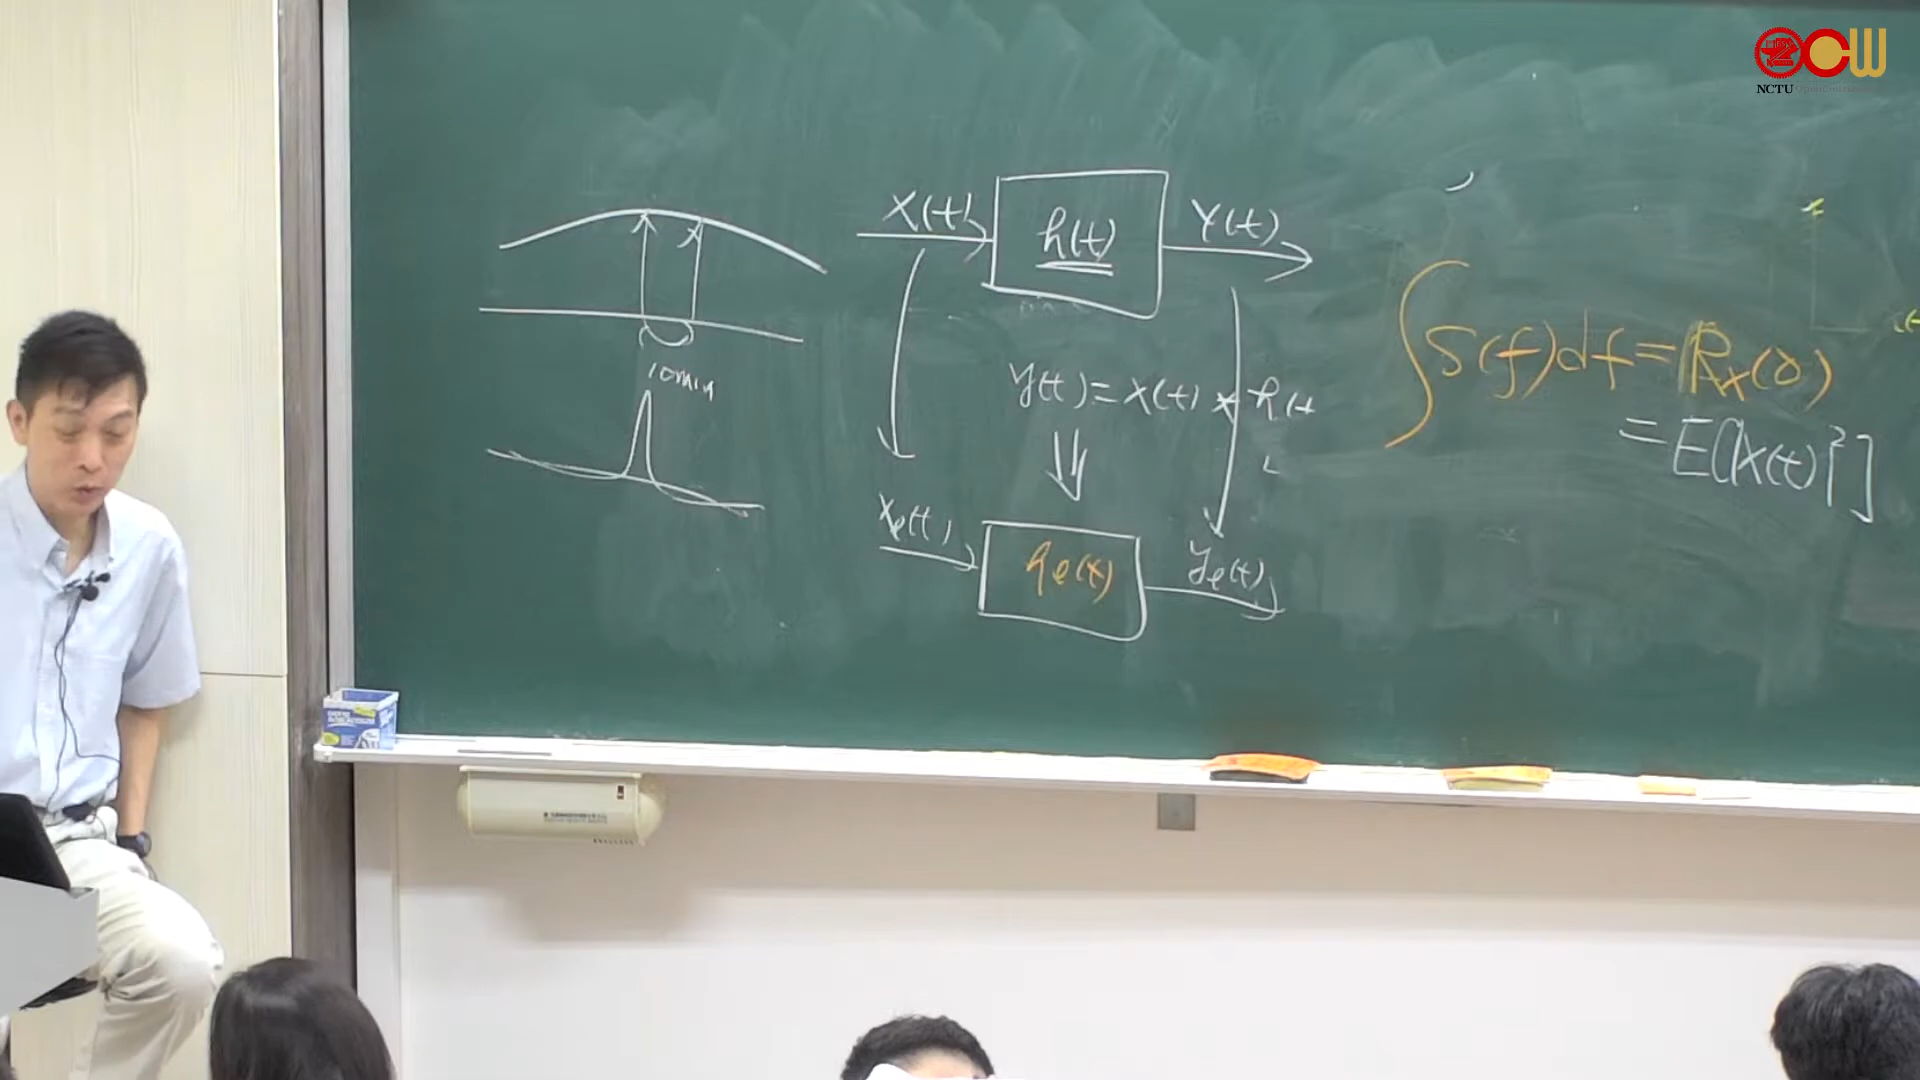 NCTU
10min
X(t)
h(t)
Y(t)
y(t) = x(t) * h(t
xe(t)
he(t)
ye(t)
∫S(f)df = Rx(0)
= E[|X(t)|²]